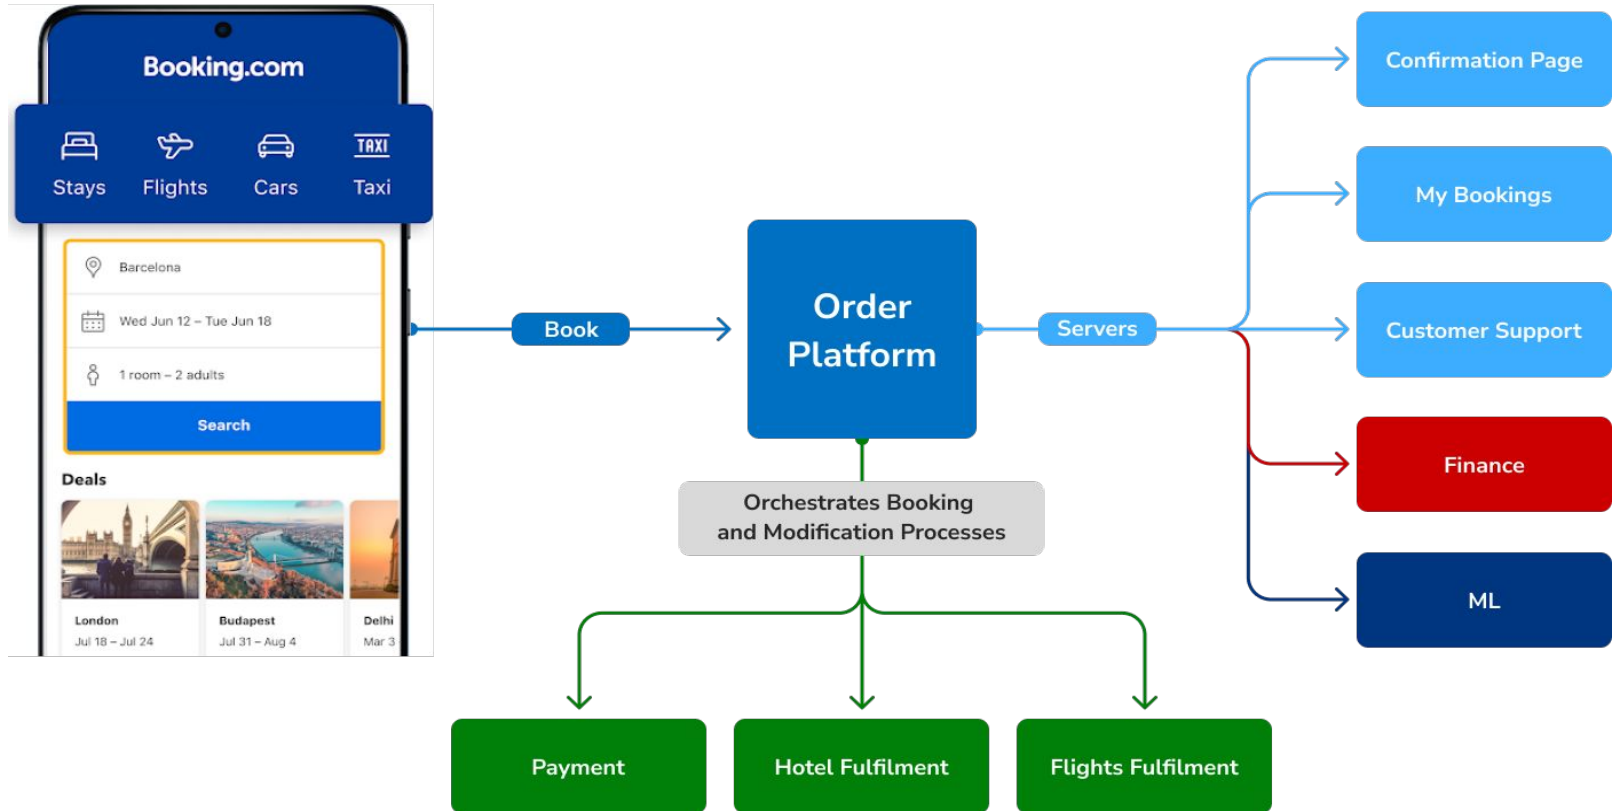 Booking.com
Stays Flights Cars TAXI Taxi
Barcelona
Wed Jun 12 – Tue Jun 18
1 room – 2 adults
Search
Deals
London Budapest Delhi
Jul 18 – Jul 24 Jul 31 – Aug 4 Mar 3
Book
Order
Platform
Servers
Orchestrates Booking
and Modification Processes
Confirmation Page
My Bookings
Customer Support
Finance
ML
Payment
Hotel Fulfilment
Flights Fulfilment